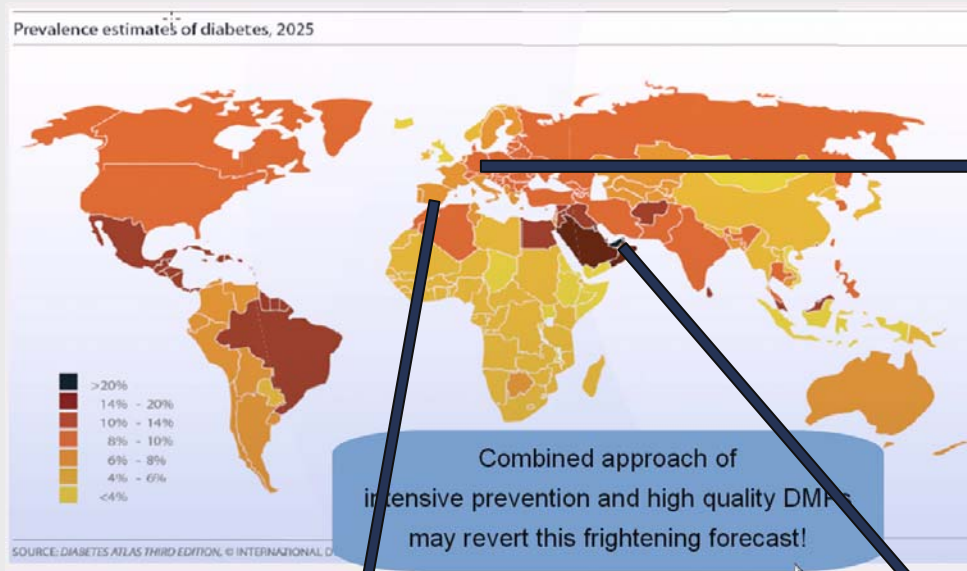 Prevalence estimates of diabetes, 2025
>20%
14% - 20%
10% - 14%
8% - 10%
6% - 8%
4% - 6%
<4%
Combined approach of
intensive prevention and high quality DMPs
may revert this frightening forecast!
SOURCE: DIABETES ATLAS THIRD EDITION, © INTERNATIONAL D